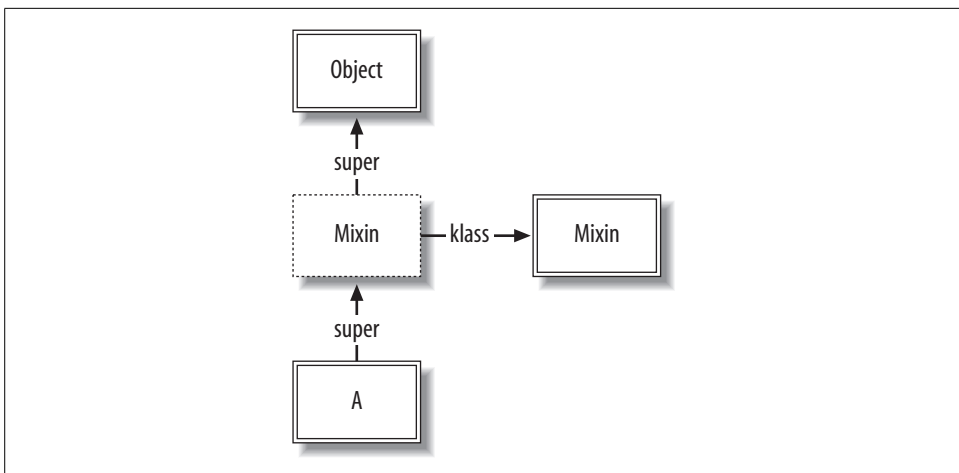 Object
super
Mixin
klass
Mixin
super
A